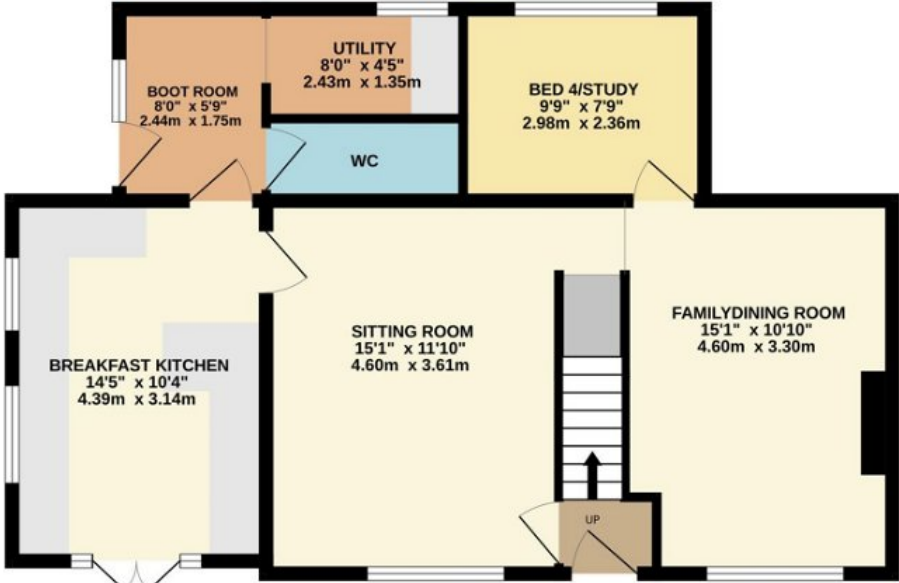 UTILITY
8'0" x 4'5"
2.43m x 1.35m
BOOT ROOM
8'0" x 5'9"
2.44m x 1.75m
BED 4/STUDY
9'9" x 7'9"
2.98m x 2.36m
WC
FAMILYDINING ROOM
15'1" x 10'10"
4.60m x 3.30m
SITTING ROOM
15'1" x 11'10"
4.60m x 3.61m
BREAKFAST KITCHEN
14'5" x 10'4"
4.39m x 3.14m
UP